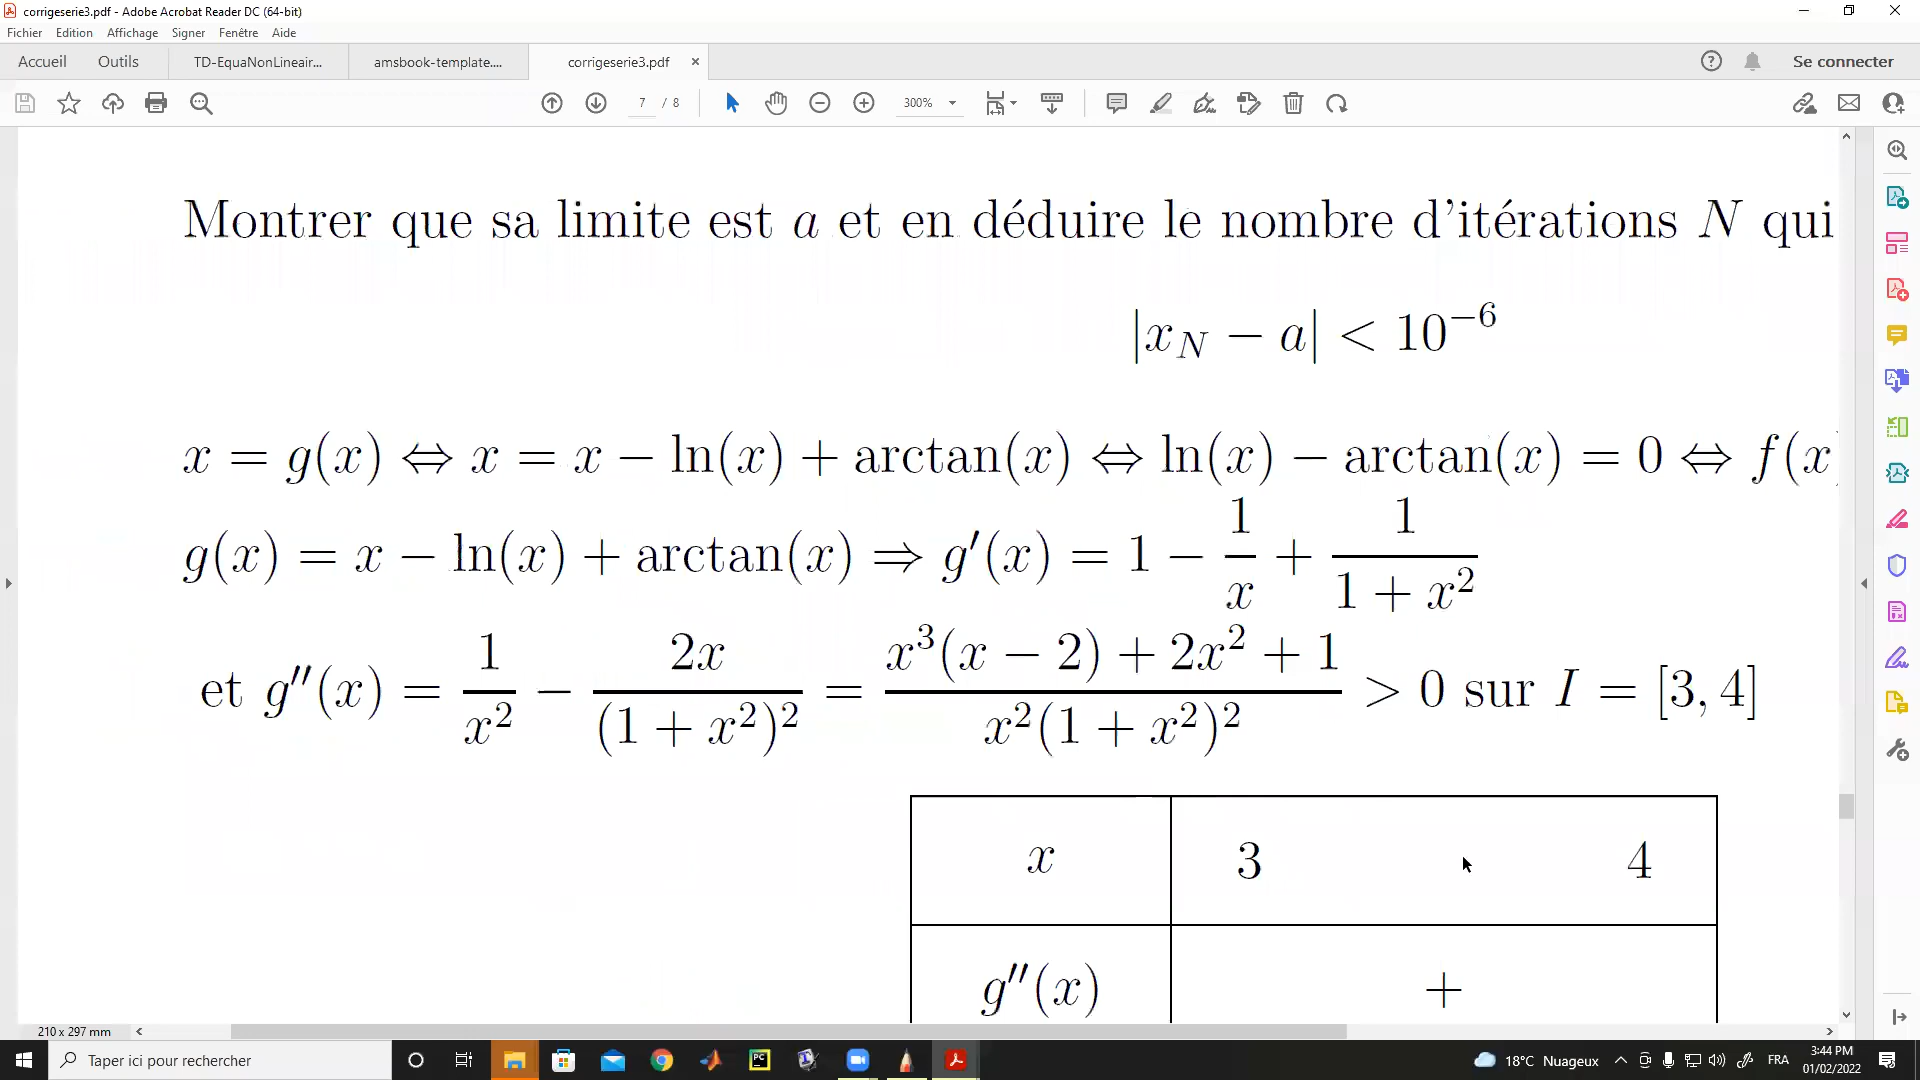 corrigeserie3.pdf - Adobe Acrobat Reader DC (64-bit)
Fichier Edition Affichage Signer Fenêtre Aide
Accueil Outils TD-EquaNonLineair... amsbook-template.... corrigeserie3.pdf × Se connecter
7 / 8 300%
Montrer que sa limite est a et en déduire le nombre d'itérations N qui
|x_N − a| < 10^{−6}
x = g(x) ⇔ x = x − ln(x) + arctan(x) ⇔ ln(x) − arctan(x) = 0 ⇔ f(x)
g(x) = x − ln(x) + arctan(x) ⇒ g′(x) = 1 − 1/x + 1/(1 + x²)
et g″(x) = 1/x² − 2x/(1 + x²)² = (x³(x − 2) + 2x² + 1)/(x²(1 + x²)²) > 0 sur I = [3, 4]
x 3 4
g″(x) +
210 x 297 mm
Taper ici pour rechercher
PC
18°C Nuageux FRA 3:44 PM
01/02/2022